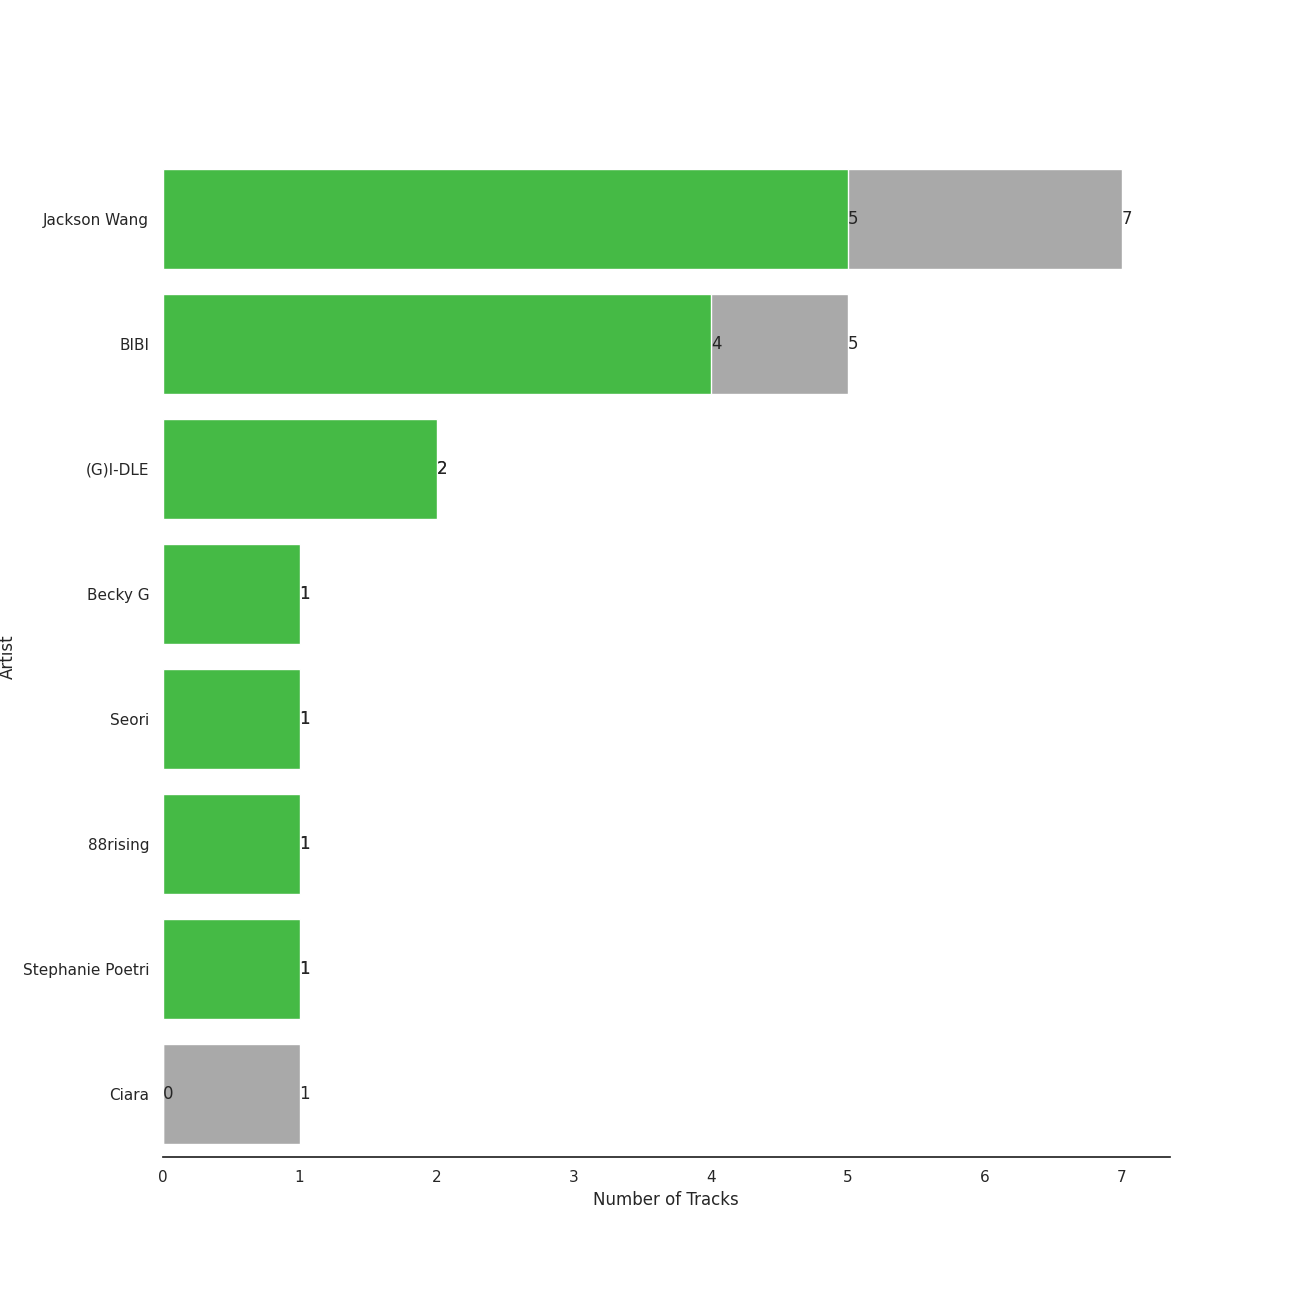 Jackson Wang 5 7
BIBI 4 5
(G)I-DLE 2
Becky G 1
Seori 1
88rising 1
Stephanie Poetri 1
Ciara 0 1
Artist
0 1 2 3 4 5 6 7
Number of Tracks